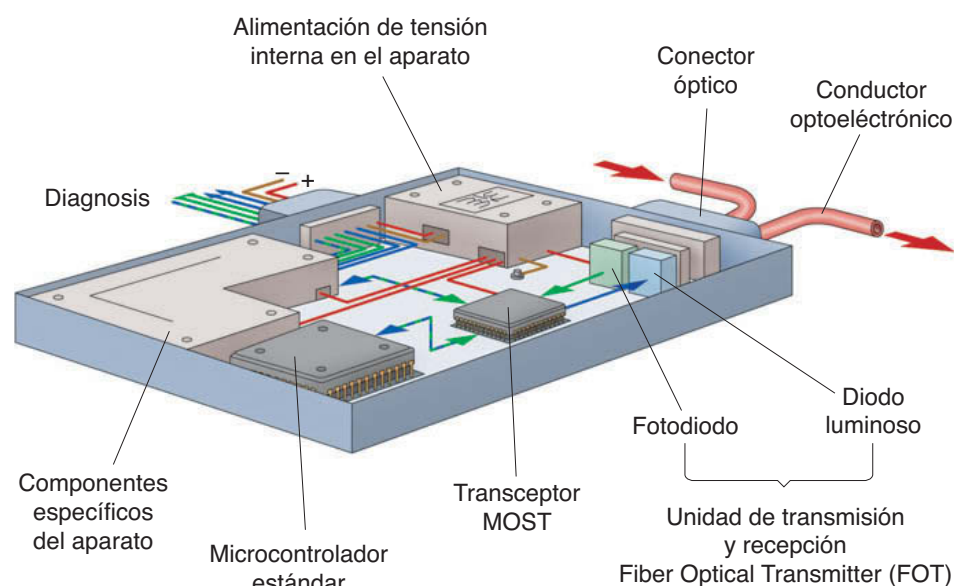 Alimentación de tensión
interna en el aparato
Conector
óptico
Conductor
optoeléctrónico
Diagnosis
− +
Fotodiodo
Diodo
luminoso
Componentes
específicos
del aparato
Microcontrolador
estándar
Transceptor
MOST
Unidad de transmisión
y recepción
Fiber Optical Transmitter (FOT)